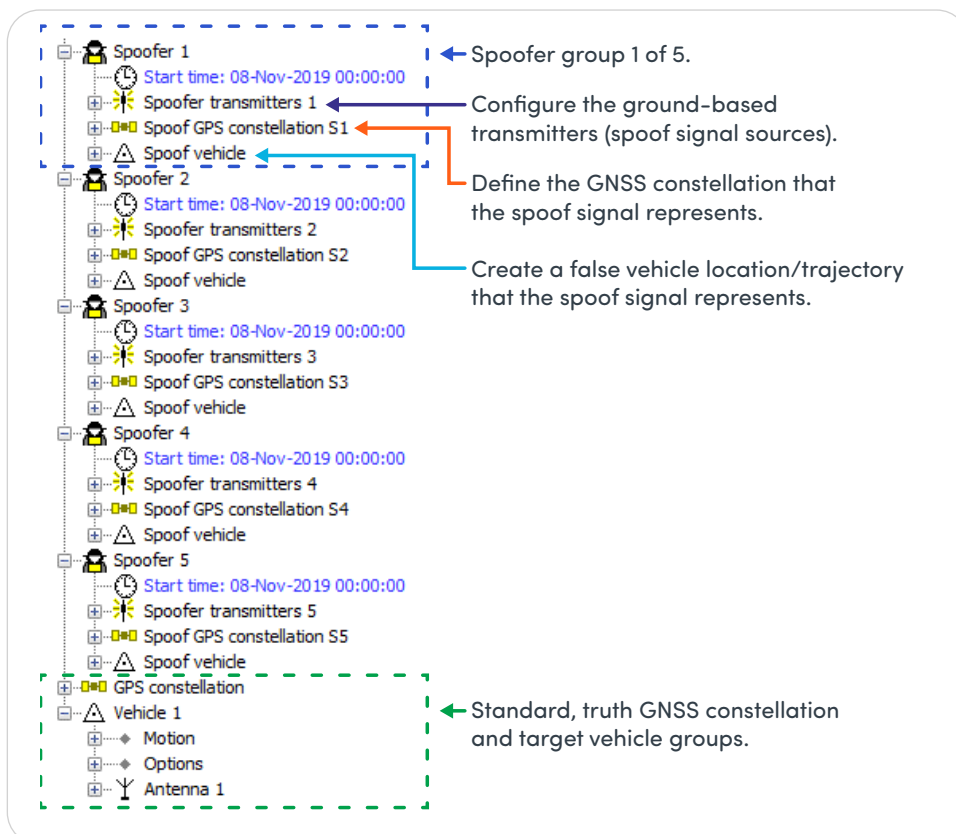 Spoofer 1
Start time: 08-Nov-2019 00:00:00
Spoofer transmitters 1
Spoof GPS constellation S1
Spoof vehicle
Spoofer 2
Start time: 08-Nov-2019 00:00:00
Spoofer transmitters 2
Spoof GPS constellation S2
Spoof vehicle
Spoofer 3
Start time: 08-Nov-2019 00:00:00
Spoofer transmitters 3
Spoof GPS constellation S3
Spoof vehicle
Spoofer 4
Start time: 08-Nov-2019 00:00:00
Spoofer transmitters 4
Spoof GPS constellation S4
Spoof vehicle
Spoofer 5
Start time: 08-Nov-2019 00:00:00
Spoofer transmitters 5
Spoof GPS constellation S5
Spoof vehicle
GPS constellation
Vehicle 1
Motion
Options
Antenna 1
Spoofer group 1 of 5.
Configure the ground-based
transmitters (spoof signal sources).
Define the GNSS constellation that
the spoof signal represents.
Create a false vehicle location/trajectory
that the spoof signal represents.
Standard, truth GNSS constellation
and target vehicle groups.